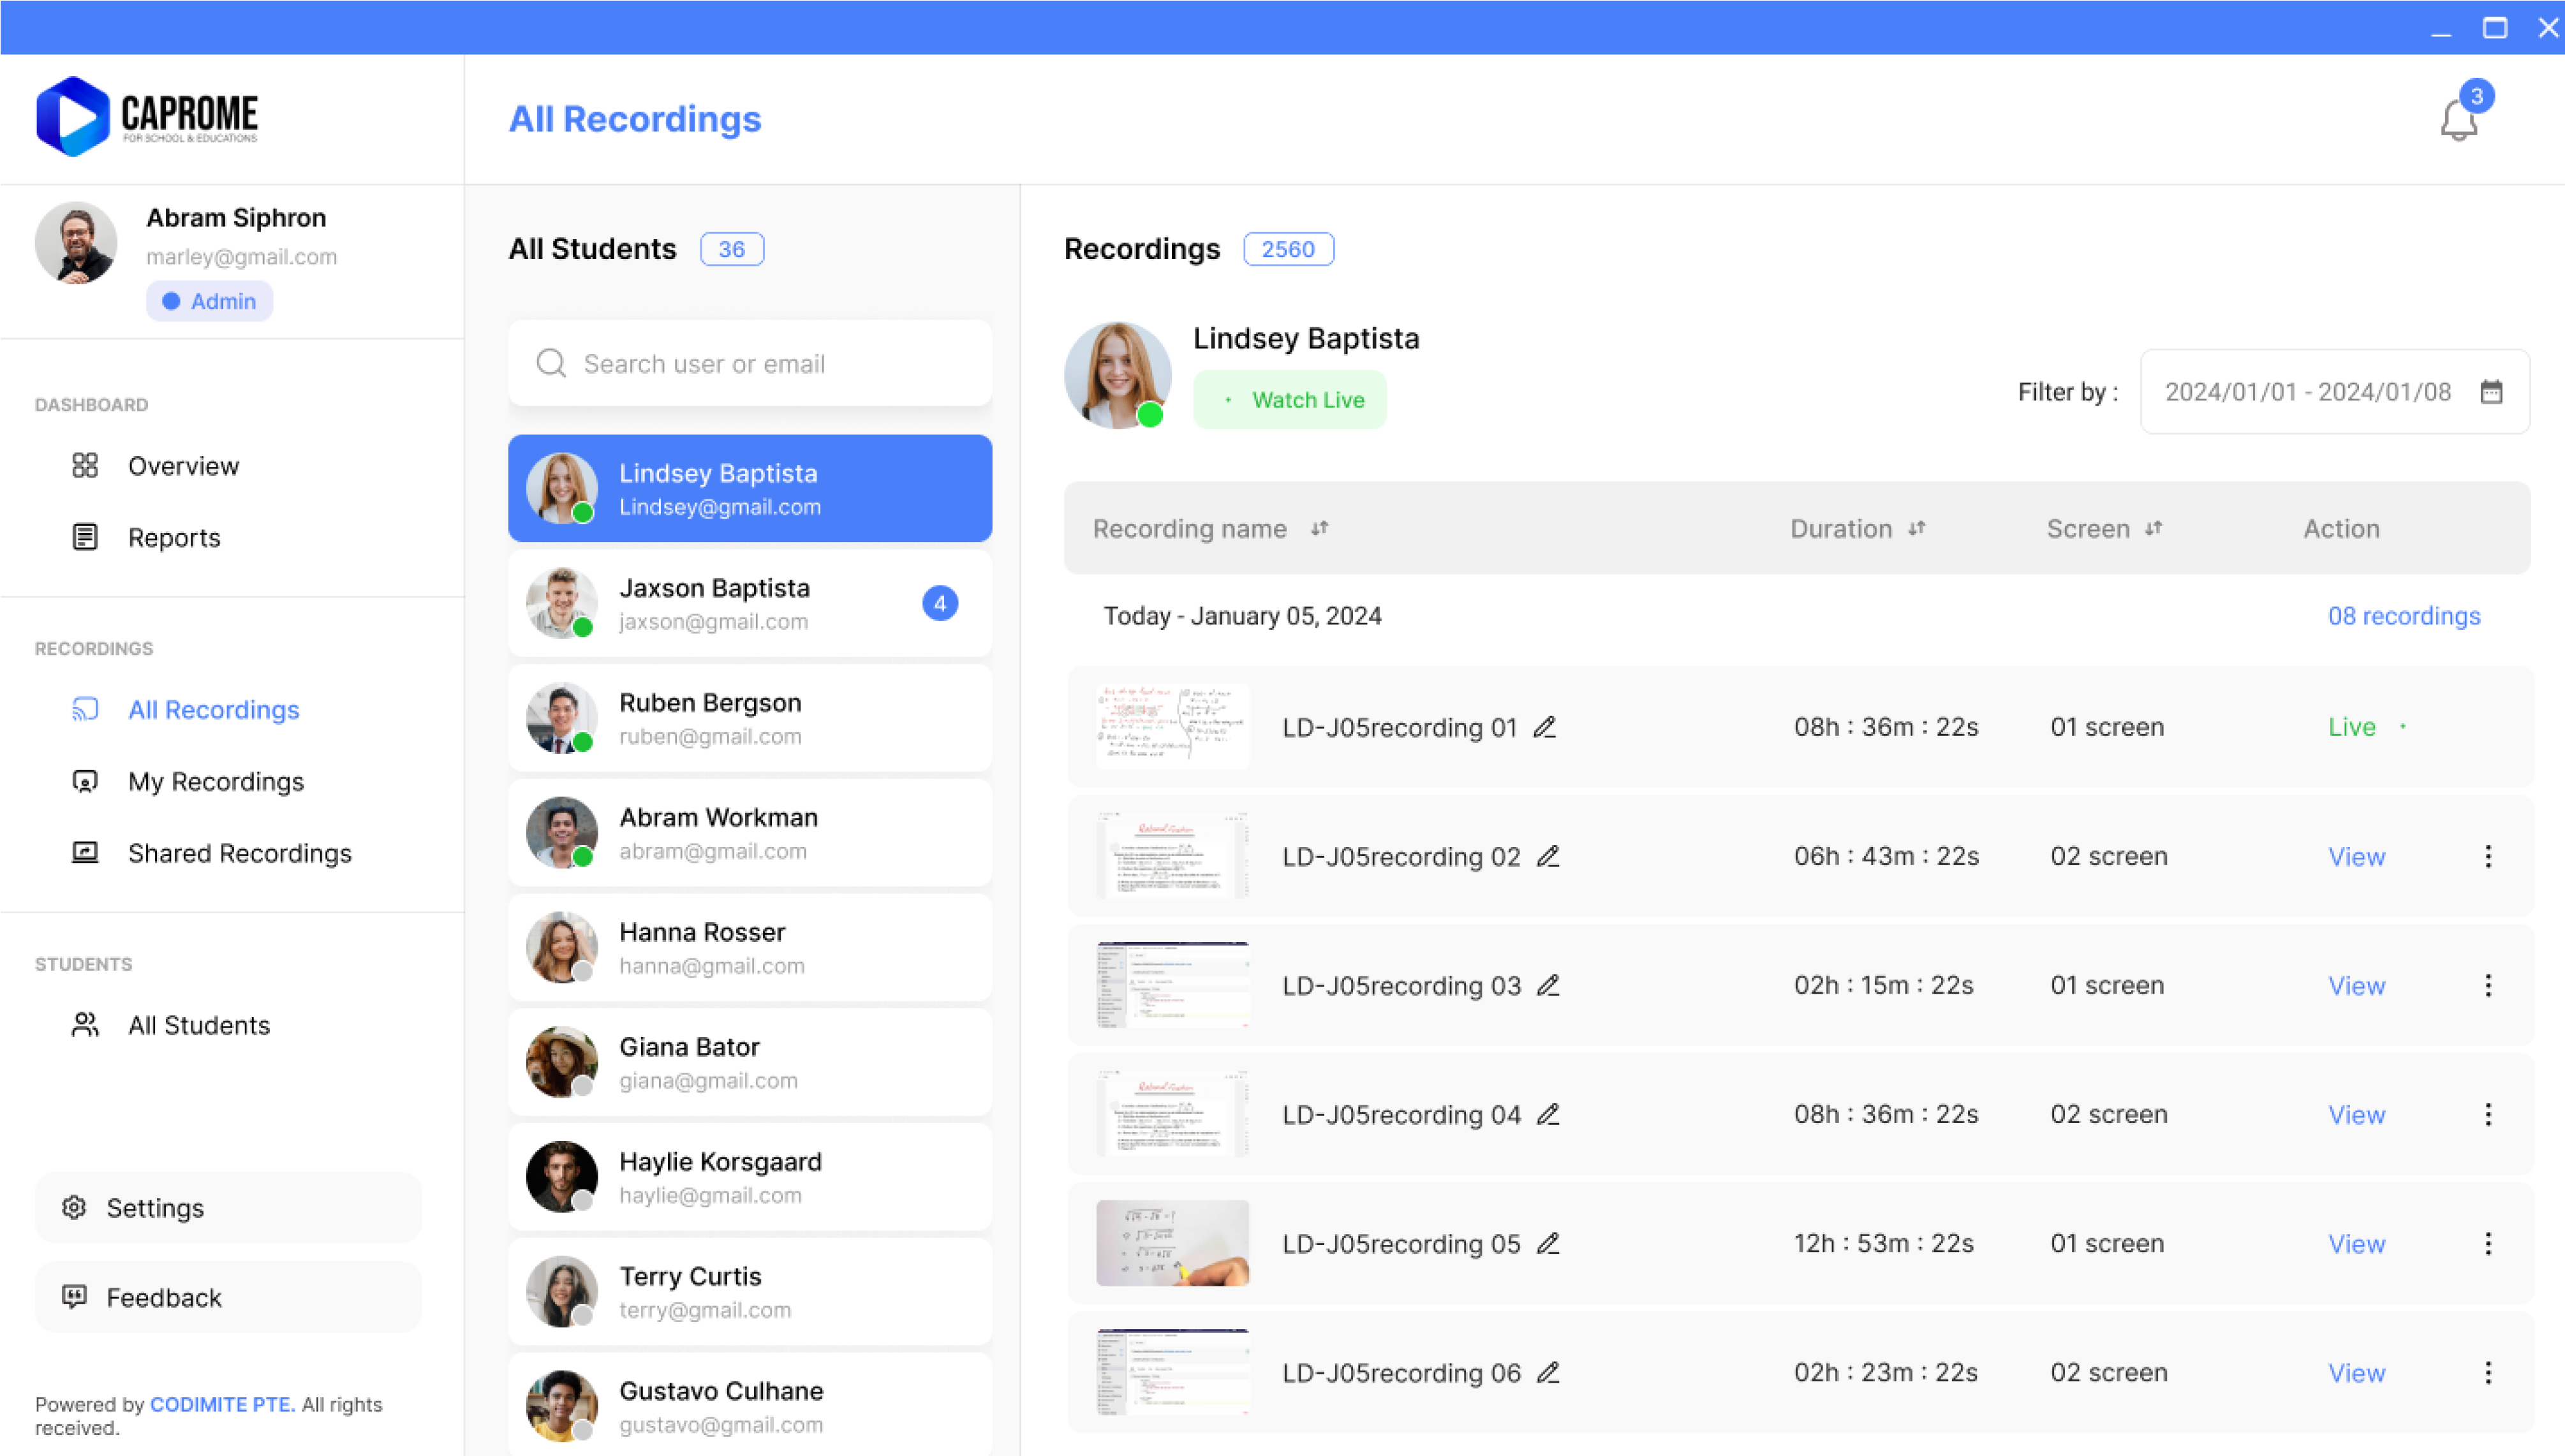 CAPROME
FOR SCHOOL & EDUCATIONS
All Recordings
3
Abram Siphron
marley@gmail.com
Admin
DASHBOARD
Overview
Reports
RECORDINGS
All Recordings
My Recordings
Shared Recordings
STUDENTS
All Students
Settings
Feedback
Powered by CODIMITE PTE. All rights
received.
All Students 36
Search user or email
Lindsey Baptista
Lindsey@gmail.com
Jaxson Baptista
jaxson@gmail.com
4
Ruben Bergson
ruben@gmail.com
Abram Workman
abram@gmail.com
Hanna Rosser
hanna@gmail.com
Giana Bator
giana@gmail.com
Haylie Korsgaard
haylie@gmail.com
Terry Curtis
terry@gmail.com
Gustavo Culhane
gustavo@gmail.com
Recordings 2560
Lindsey Baptista
Watch Live
Filter by : 2024/01/01 - 2024/01/08
Recording name Duration Screen Action
Today - January 05, 2024 08 recordings
LD-J05recording 01 08h : 36m : 22s 01 screen Live
LD-J05recording 02 06h : 43m : 22s 02 screen View
LD-J05recording 03 02h : 15m : 22s 01 screen View
LD-J05recording 04 08h : 36m : 22s 02 screen View
LD-J05recording 05 12h : 53m : 22s 01 screen View
LD-J05recording 06 02h : 23m : 22s 02 screen View